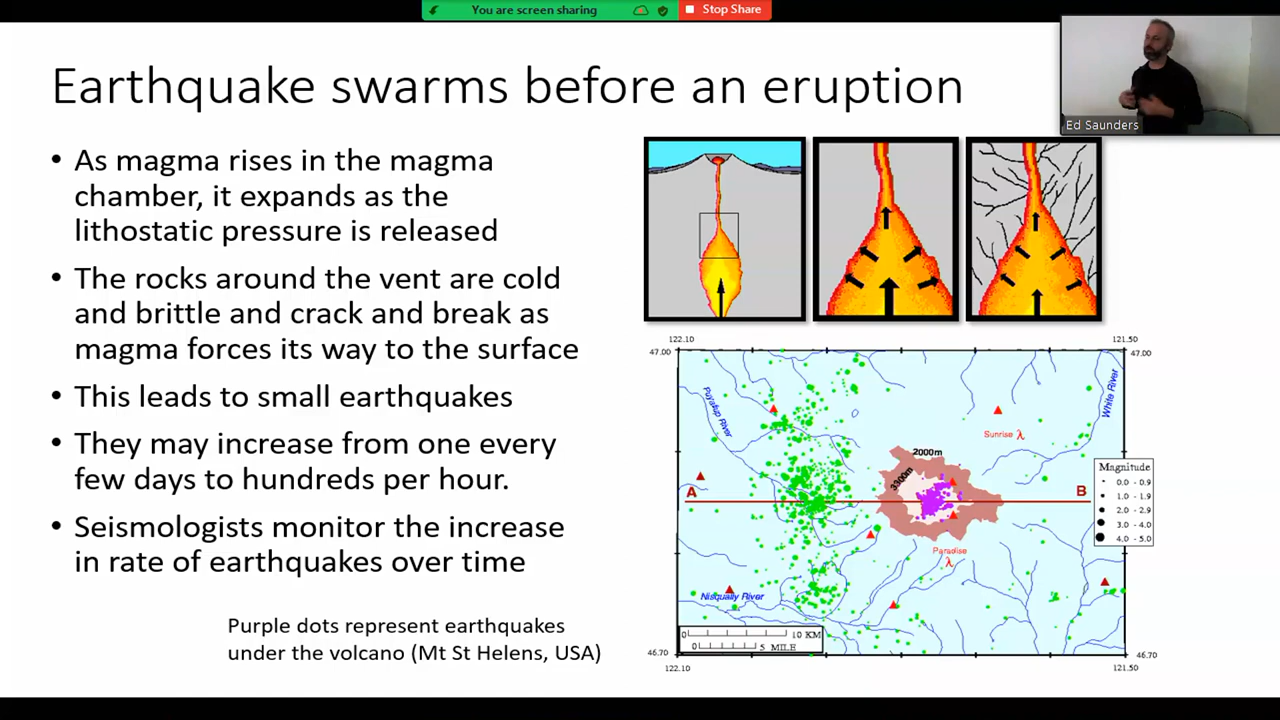 You are screen sharing
Stop Share
Ed Saunders
Earthquake swarms before an eruption
• As magma rises in the magma
chamber, it expands as the
lithostatic pressure is released
• The rocks around the vent are cold
and brittle and crack and break as
magma forces its way to the surface
• This leads to small earthquakes
• They may increase from one every
few days to hundreds per hour.
• Seismologists monitor the increase
in rate of earthquakes over time
Purple dots represent earthquakes
under the volcano (Mt St Helens, USA)
122.10
121.50
47.00
47.00
Puyallup River
White River
Sunrise
2000m
3300m
A
B
Paradise
Nisqually River
Magnitude
0.0 - 0.9
1.0 - 1.9
2.0 - 2.9
3.0 - 4.0
4.0 - 5.0
0 10 KM
0 5 MILE
46.70
46.70
122.10
121.50